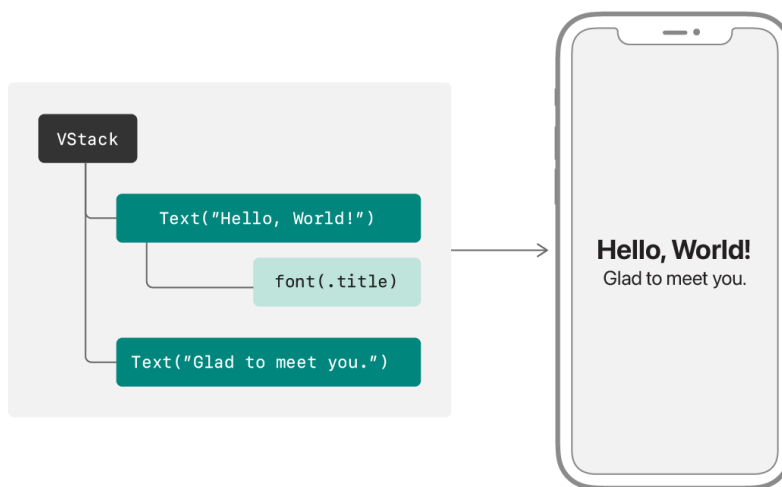 VStack
Text("Hello, World!")
font(.title)
Text("Glad to meet you.")
Hello, World!
Glad to meet you.